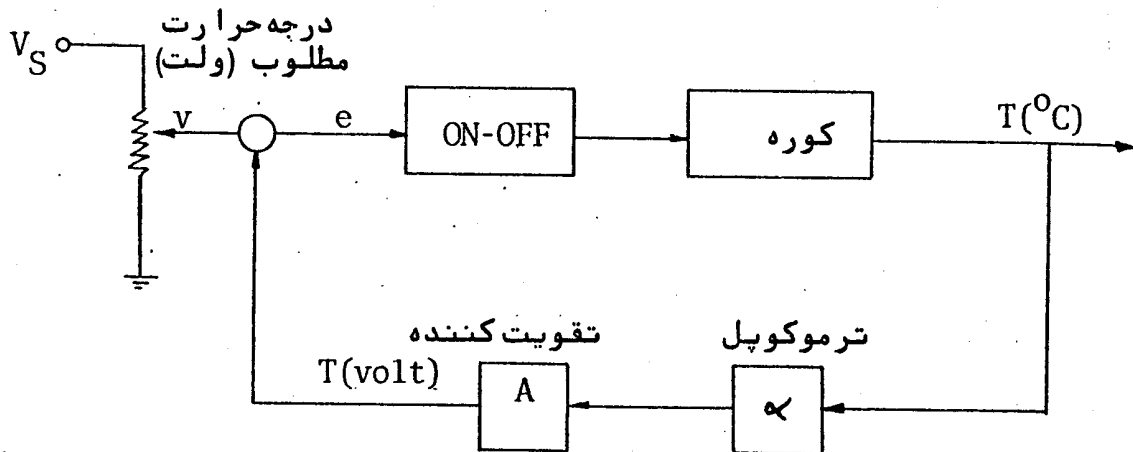 درجه حرارت
مطلوب (ولت)
V_S
v
e
ON-OFF
کوره
T(°C)
تقویت کننده
ترموکوپل
T(volt)
A
∝